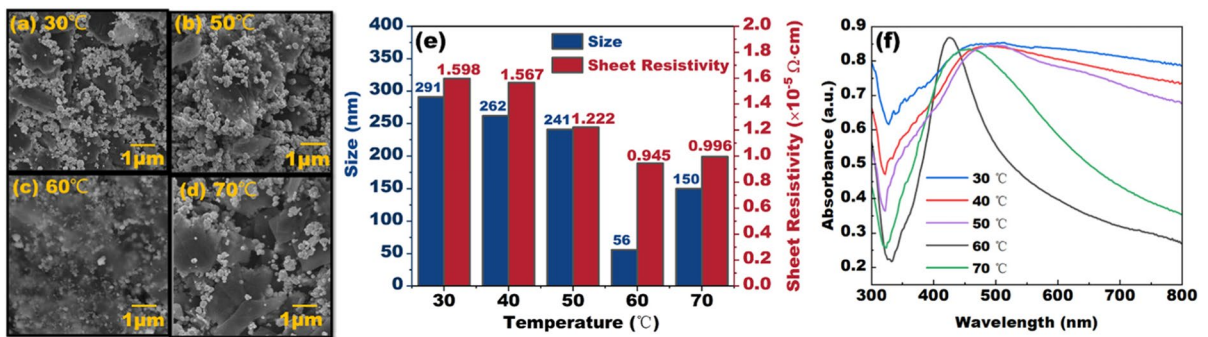 (a) 30℃
1μm
(b) 50℃
1μm
(c) 60℃
1μm
(d) 70℃
1μm
(e)
Size
Sheet Resistivity
400
350
300
250
200
150
100
50
0
Size (nm)
291
1.598
262
1.567
241
1.222
56
0.945
150
0.996
30 40 50 60 70
Temperature (℃)
2.0
1.8
1.6
1.4
1.2
1.0
0.8
0.6
0.4
0.2
0.0
Sheet Resistivity (×10⁻⁵ Ω·cm)
(f)
0.9
0.8
0.7
0.6
0.5
0.4
0.3
0.2
Absorbance (a.u.)
30 ℃
40 ℃
50 ℃
60 ℃
70 ℃
300 400 500 600 700 800
Wavelength (nm)